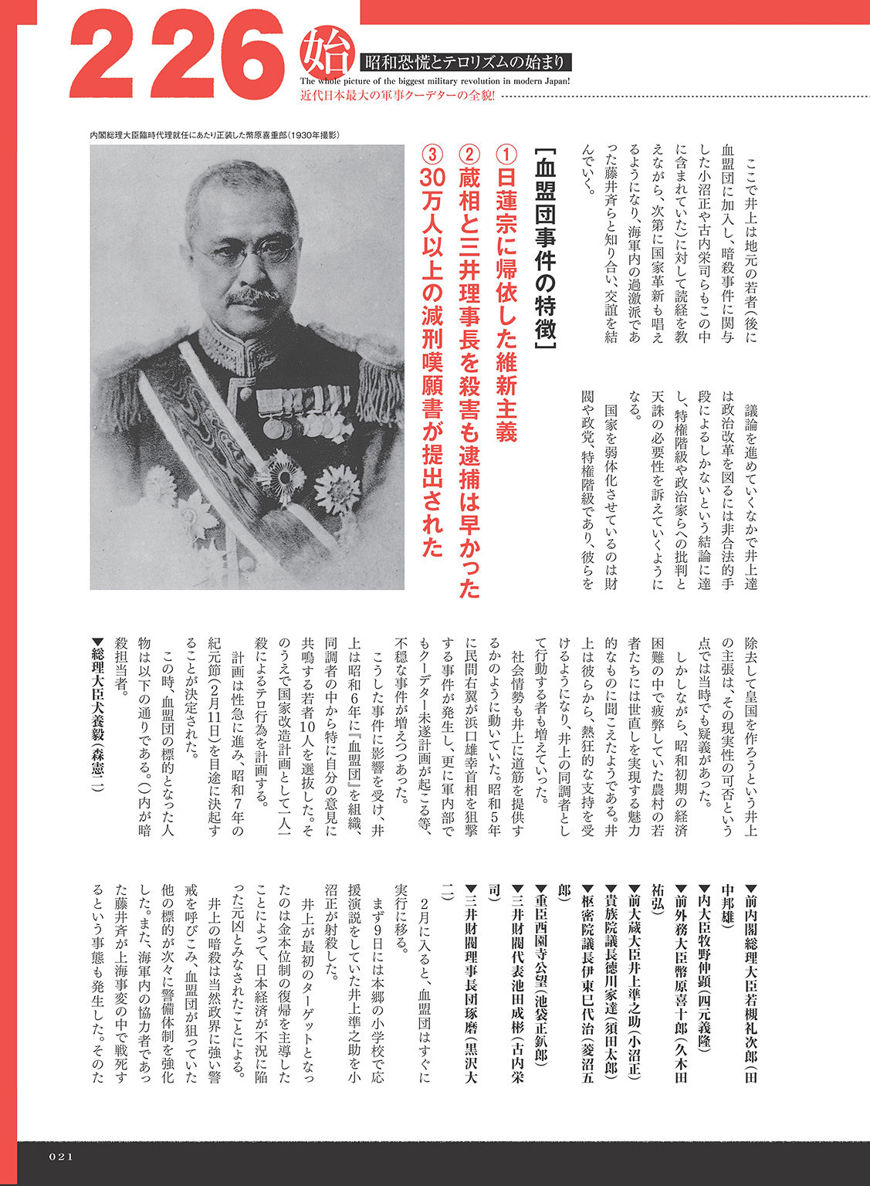 226
始
昭和恐慌とテロリズムの始まり
The whole picture of the biggest military revolution in modern Japan!
近代日本最大の軍事クーデターの全貌!
内閣総理大臣臨時代理就任にあたり正装した幣原喜重郎(1930年撮影)
ここで井上は地元の若者(後に
血盟団に加入し、暗殺事件に関与
した小沼正や古内栄司らもこの中
に含まれていた)に対して読経を教
えながら、次第に国家革新も唱え
るようになり、海軍内の過激派であ
った藤井斉らと知り合い、交誼を結
んでいく。
[血盟団事件の特徴]
①日蓮宗に帰依した維新主義
②蔵相と三井理事長を殺害も逮捕は早かった
③30万人以上の減刑嘆願書が提出された
議論を進めていくなかで井上達
は政治改革を図るには非合法的手
段によるしかないという結論に達
し、特権階級や政治家らへの批判と
天誅の必要性を訴えていくように
なる。
国家を弱体化させているのは財
閥や政党、特権階級であり、彼らを
除去して皇国を作ろうという井上
の主張は、その現実性の可否という
点では当時でも疑義があった。
しかしながら、昭和初期の経済
困難の中で疲弊していた農村の若
者たちには世直しを実現する魅力
的なものに聞こえたようである。井
上は彼らから、熱狂的な支持を受
けるようになり、井上の同調者とし
て行動する者も増えていった。
社会情勢も井上に道筋を提供す
るかのように動いていた。昭和5年
に民間右翼が浜口雄幸首相を狙撃
する事件が発生し、更に軍内部で
もクーデター未遂計画が起こる等、
不穏な事件が増えつつあった。
こうした事件に影響を受け、井
上は昭和6年に『血盟団』を組織、
同調者の中から特に自分の意見に
共鳴する若者10人を選抜した。そ
のうえで国家改造計画として一人一
殺によるテロ行為を計画する。
計画は性急に進み、昭和7年の
紀元節(2月11日)を目途に決起す
ることが決定された。
この時、血盟団の標的となった人
物は以下の通りである。()内が暗
殺担当者。
▼総理大臣犬養毅(森憲二)
▼前内閣総理大臣若槻礼次郎(田
中邦雄)
▼内大臣牧野伸顕(四元義隆)
▼前外務大臣幣原喜十郎(久木田
祐弘)
▼前大蔵大臣井上準之助(小沼正)
▼貴族院議長徳川家達(須田太郎)
▼枢密院議長伊東巳代治(菱沼五
郎)
▼重臣西園寺公望(池袋正釟郎)
▼三井財閥代表池田成彬(古内栄
司)
▼三井財閥理事長団琢磨(黒沢大
二)
2月に入ると、血盟団はすぐに
実行に移る。
まず9日には本郷の小学校で応
援演説をしていた井上準之助を小
沼正が射殺した。
井上が最初のターゲットとなっ
たのは金本位制の復帰を主導した
ことによって、日本経済が不況に陥
った元凶とみなされたことによる。
井上の暗殺は当然政界に強い警
戒を呼びこみ、血盟団が狙っていた
他の標的が次々に警備体制を強化
した。また、海軍内の協力者であっ
た藤井斉が上海事変の中で戦死す
るという事態も発生した。そのた
021